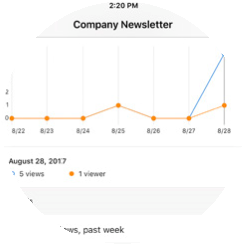 2:20 PM
Company Newsletter
2
1
0
8/22 8/23 8/24 8/25 8/26 8/27 8/28
August 28, 2017
5 views 1 viewer
past week